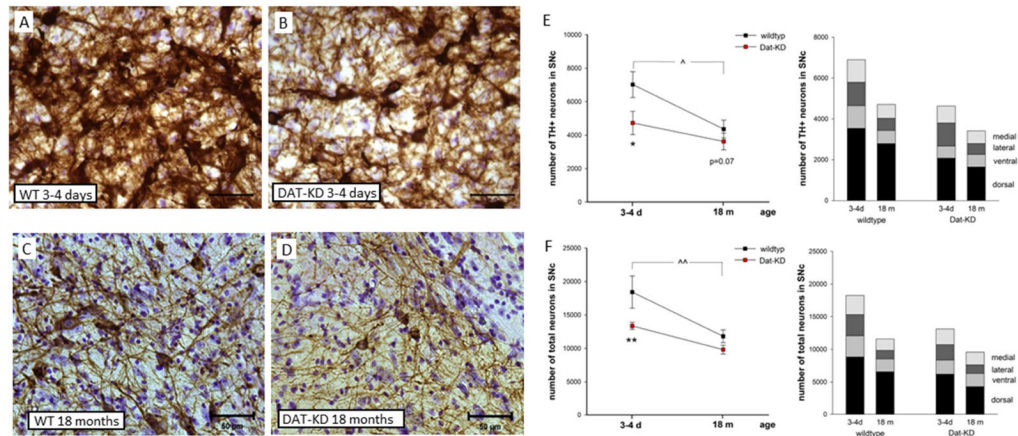 A
WT 3-4 days
B
DAT-KD 3-4 days
C
WT 18 months
50 µm
D
DAT-KD 18 months
50 µm
E
number of TH+ neurons in SNc
10000
8000
6000
4000
2000
0
wildtyp
Dat-KD
^
*
p=0.07
3-4 d
18 m
age
number of TH+ neurons in SNc
8000
6000
4000
2000
0
medial
lateral
ventral
dorsal
3-4d 18 m 3-4d 18 m
wildtype Dat-KD
F
number of total neurons in SNc
25000
20000
15000
10000
5000
0
wildtyp
Dat-KD
^^
**
3-4 d
18 m
age
number of total neurons in SNc
25000
20000
15000
10000
5000
0
medial
lateral
ventral
dorsal
3-4d 18 m 3-4d 18 m
wildtype Dat-KD